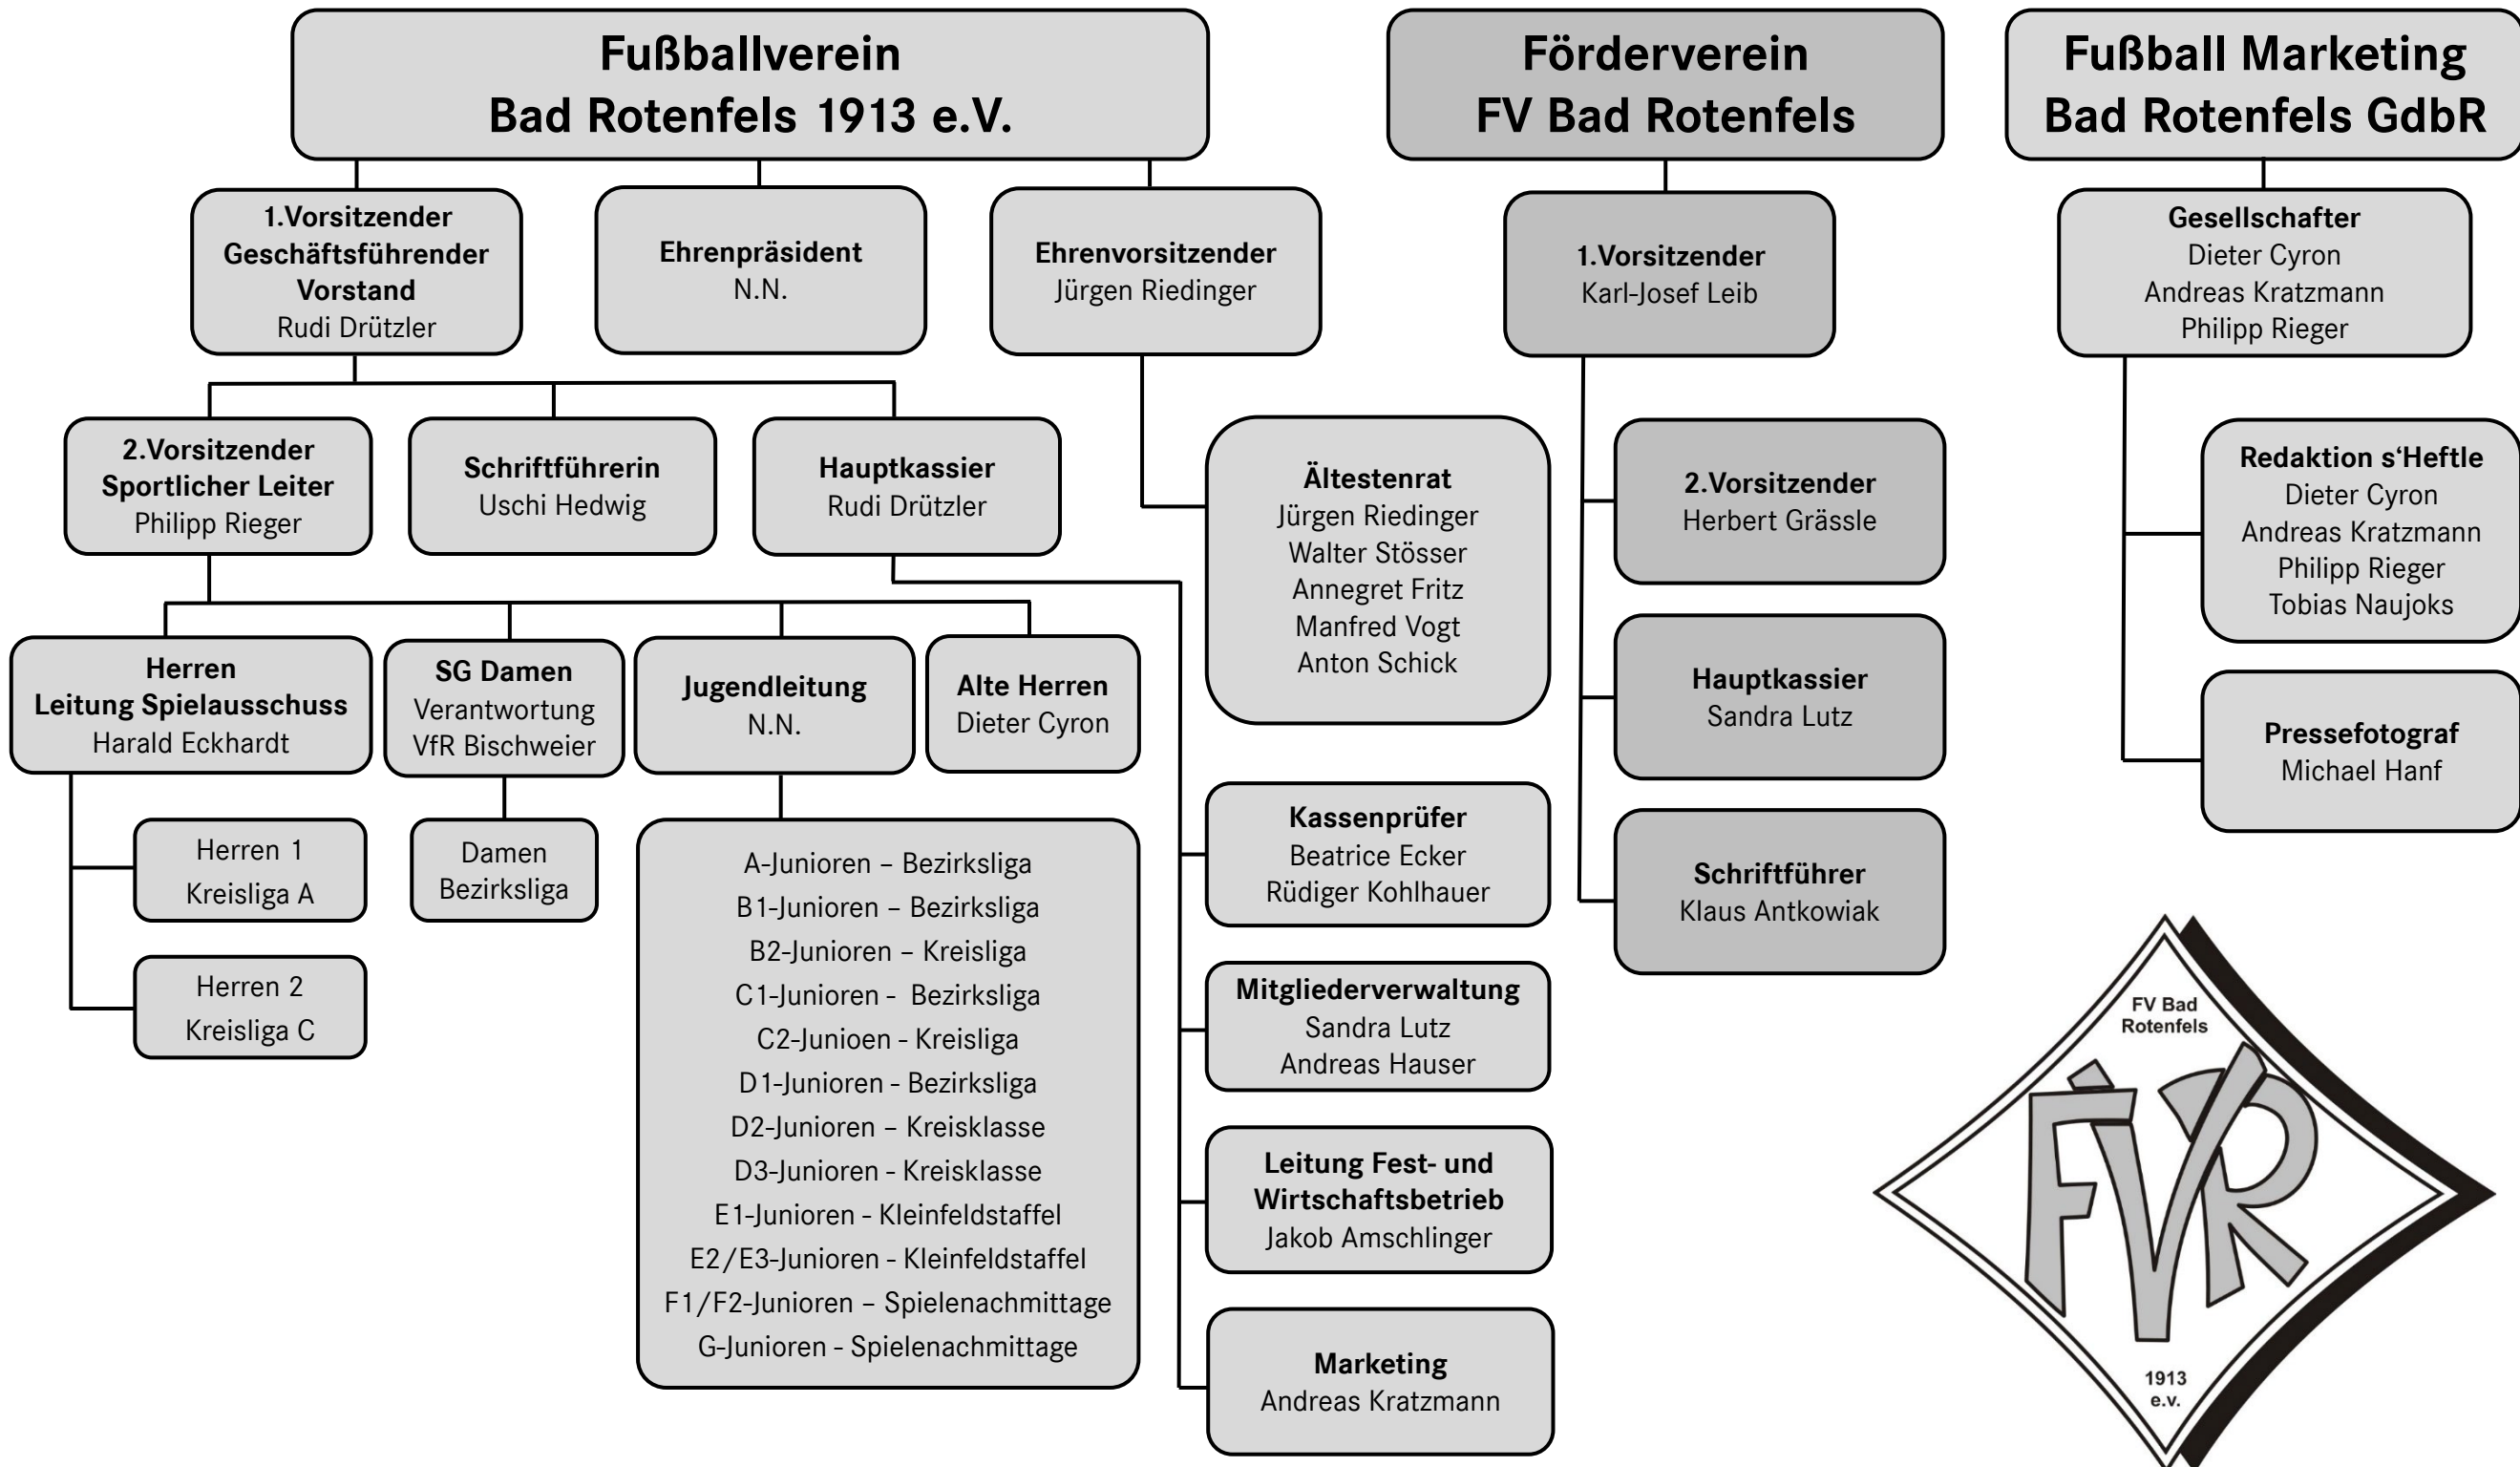 Fußballverein
Bad Rotenfels 1913 e.V.
Förderverein
FV Bad Rotenfels
Fußball Marketing
Bad Rotenfels GdbR
1.Vorsitzender
Geschäftsführender
Vorstand
Rudi Drützler
Ehrenpräsident
N.N.
Ehrenvorsitzender
Jürgen Riedinger
1.Vorsitzender
Karl-Josef Leib
Gesellschafter
Dieter Cyron
Andreas Kratzmann
Philipp Rieger
2.Vorsitzender
Sportlicher Leiter
Philipp Rieger
Schriftführerin
Uschi Hedwig
Hauptkassier
Rudi Drützler
Ältestenrat
Jürgen Riedinger
Walter Stösser
Annegret Fritz
Manfred Vogt
Anton Schick
2.Vorsitzender
Herbert Grässle
Redaktion s‘Heftle
Dieter Cyron
Andreas Kratzmann
Philipp Rieger
Tobias Naujoks
Herren
Leitung Spielausschuss
Harald Eckhardt
SG Damen
Verantwortung
VfR Bischweier
Jugendleitung
N.N.
Alte Herren
Dieter Cyron
Hauptkassier
Sandra Lutz
Pressefotograf
Michael Hanf
Herren 1
Kreisliga A
Herren 2
Kreisliga C
Damen
Bezirksliga
A-Junioren – Bezirksliga
B1-Junioren – Bezirksliga
B2-Junioren – Kreisliga
C1-Junioren -  Bezirksliga
C2-Junioen - Kreisliga
D1-Junioren - Bezirksliga
D2-Junioren – Kreisklasse
D3-Junioren - Kreisklasse
E1-Junioren - Kleinfeldstaffel
E2/E3-Junioren - Kleinfeldstaffel
F1/F2-Junioren – Spielenachmittage
G-Junioren - Spielenachmittage
Kassenprüfer
Beatrice Ecker
Rüdiger Kohlhauer
Mitgliederverwaltung
Sandra Lutz
Andreas Hauser
Leitung Fest- und
Wirtschaftsbetrieb
Jakob Amschlinger
Marketing
Andreas Kratzmann
Schriftführer
Klaus Antkowiak
FV Bad
Rotenfels
FVR
1913
e.v.